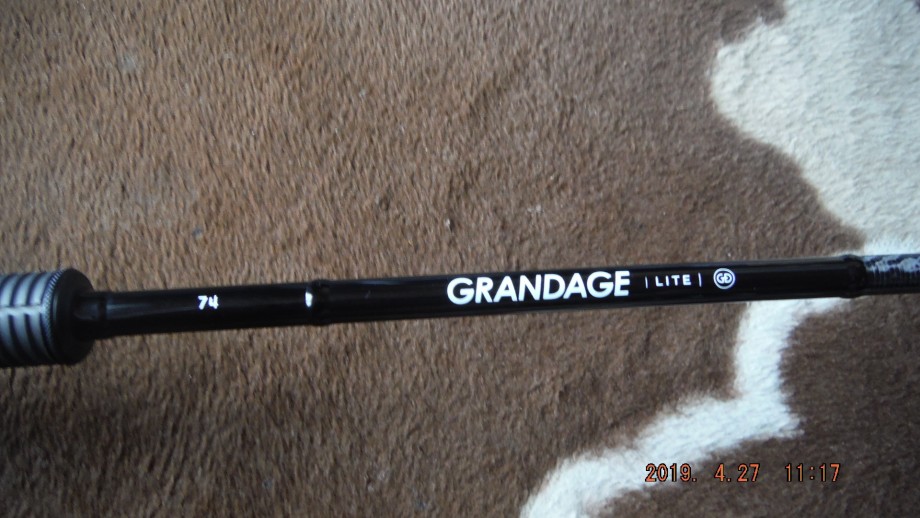 74
GRANDAGE | LITE | GD
2019. 4.27 11:17